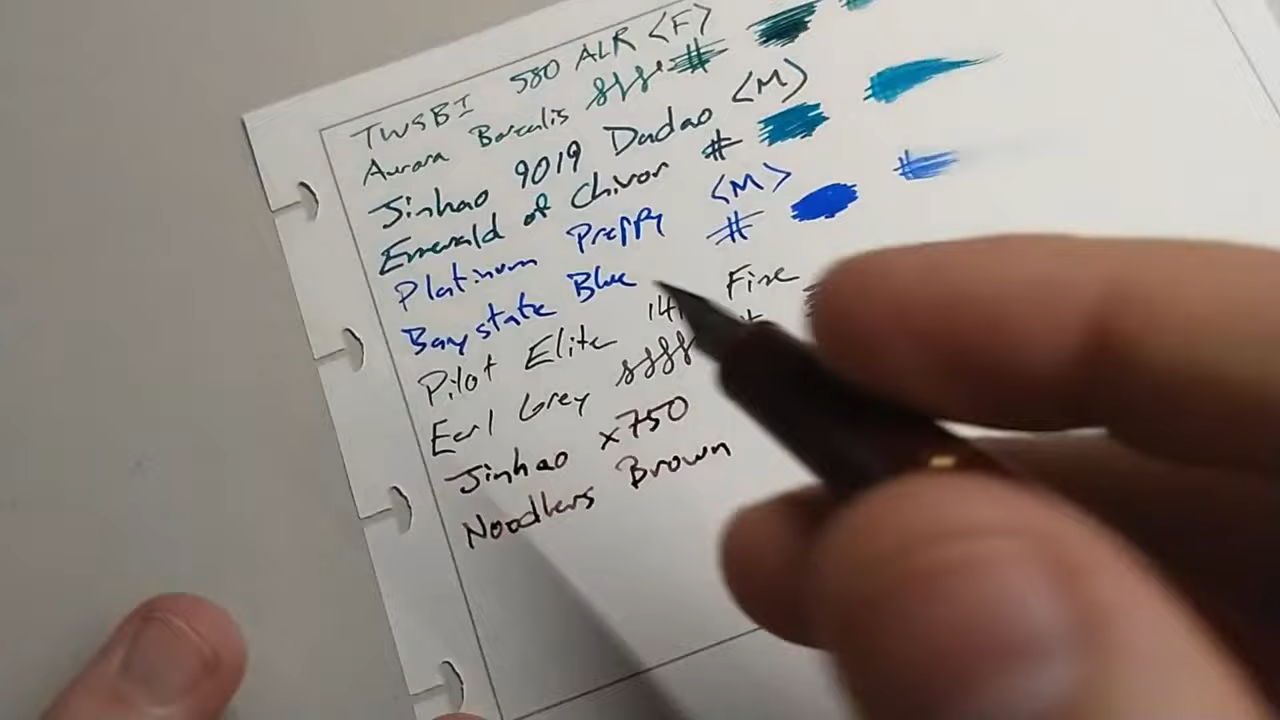 TWSBI 580 ALR <F>
Aurora Borealis #
Jinhao 9019 Dadao <M>
Emerald of Chivor #
Platinum Preppy <M>
Baystate Blue #
Pilot Elite Fine
Earl Grey
Jinhao x750
Noodlers Brown